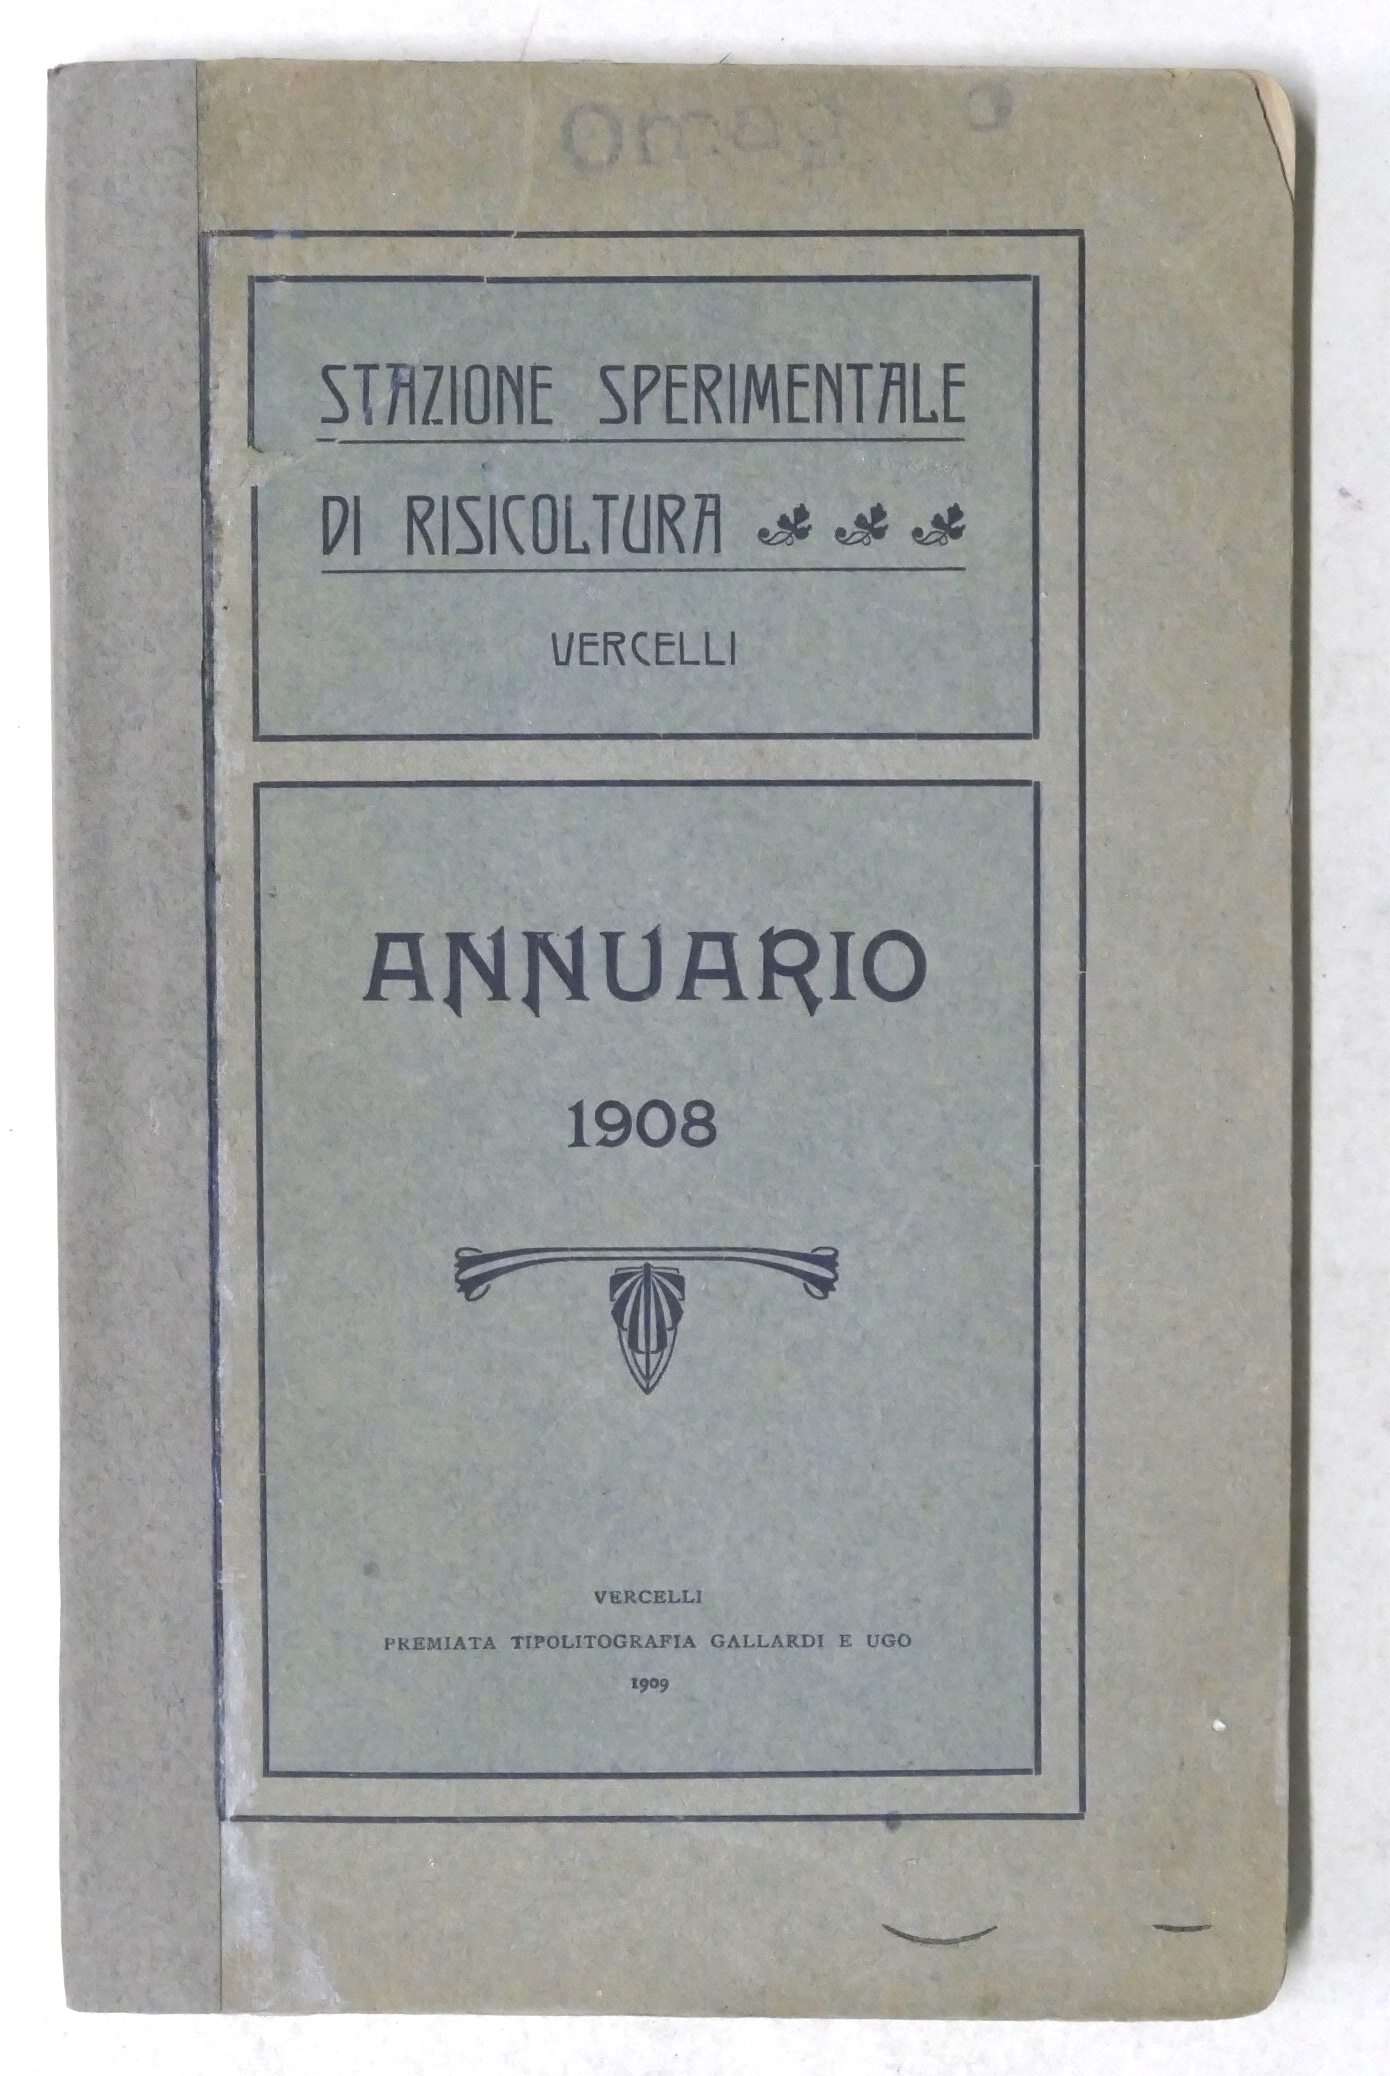 STAZIONE SPERIMENTALE
DI RISICOLTURA
VERCELLI
ANNUARIO
1908
VERCELLI
PREMIATA TIPOLITOGRAFIA GALLARDI E UGO
1909